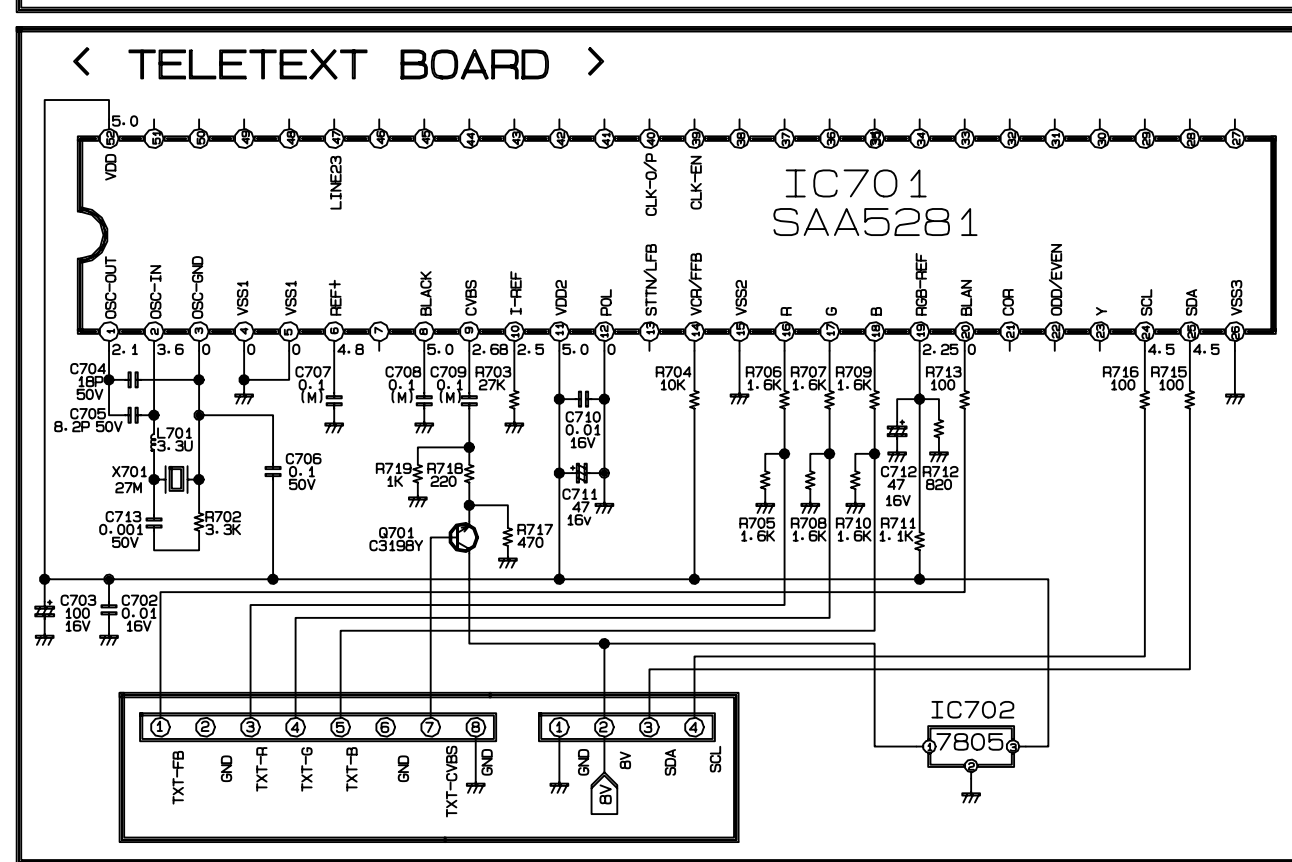 < TELETEXT BOARD >
5.0
52 51 50 49 48 47 46 45 44 43 42 41 40 39 38 37 36 35 34 33 32 31 30 29 28 27
VDD LINE23 CLK-O/P CLK-EN
IC701
SAA5281
OSC-OUT OSC-IN OSC-GND VSS1 VSS1 REF+ BLACK CVBS I-REF VDD2 POL STTN/LFB VCR/FFB VSS2 R G B RGB-REF BLAN COR ODD/EVEN Y SCL SDA VSS3
1 2 3 4 5 6 7 8 9 10 11 12 13 14 15 16 17 18 19 20 21 22 23 24 25 26
2.1 3.6 0 0 0 4.8 5.0 2.68 2.5 5.0 0 2.25 0 4.5 4.5
C704
18P
50V
C705
8.2P 50V
L701
3.3U
X701
27M
C713
0.001
50V
R702
3.3K
C706
0.1
50V
C707
0.1
(M)
C708
0.1
(M)
C709
0.1
(M)
R703
27K
R719
1K
R718
220
Q701
C3198Y
R717
470
C710
0.01
16V
C711
47
16V
R704
10K
R706
1.6K
R707
1.6K
R709
1.6K
R713
100
R716
100
R715
100
C712
47
16V
R712
820
R705
1.6K
R708
1.6K
R710
1.6K
R711
1.1K
C703
100
16V
C702
0.01
16V
1 2 3 4 5 6 7 8
TXT-FB GND TXT-R TXT-G TXT-B GND TXT-CVBS GND
1 2 3 4
GND 8V SDA SCL
8V
IC702
1 7805 3
2